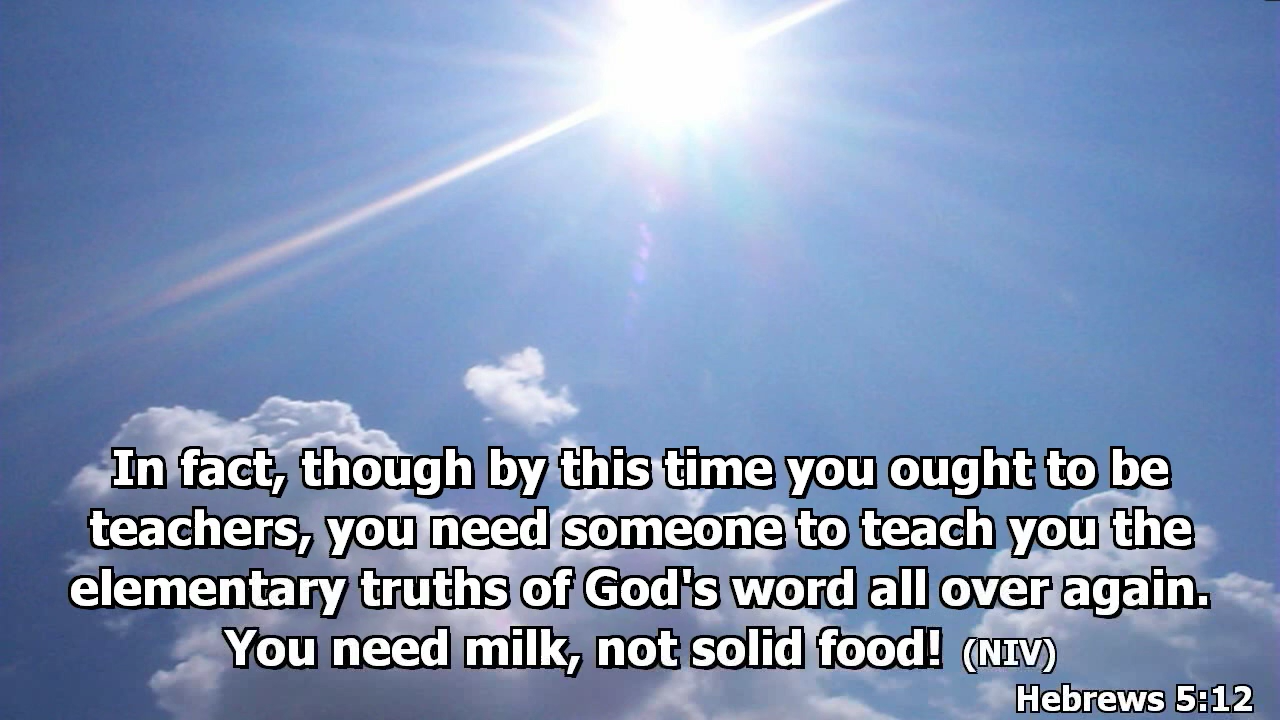 In fact, though by this time you ought to be
teachers, you need someone to teach you the
elementary truths of God's word all over again.
You need milk, not solid food! (NIV)
Hebrews 5:12